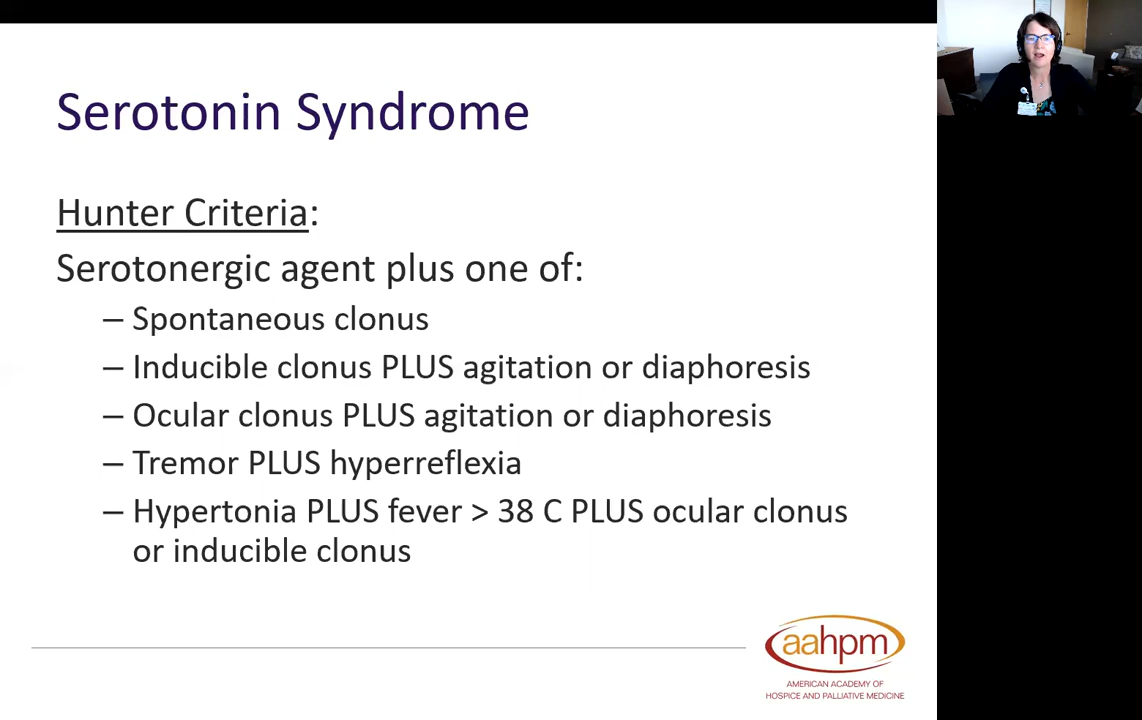 Serotonin Syndrome
Hunter Criteria:
Serotonergic agent plus one of:
– Spontaneous clonus
– Inducible clonus PLUS agitation or diaphoresis
– Ocular clonus PLUS agitation or diaphoresis
– Tremor PLUS hyperreflexia
– Hypertonia PLUS fever > 38 C PLUS ocular clonus
or inducible clonus
aahpm
AMERICAN ACADEMY OF
HOSPICE AND PALLIATIVE MEDICINE